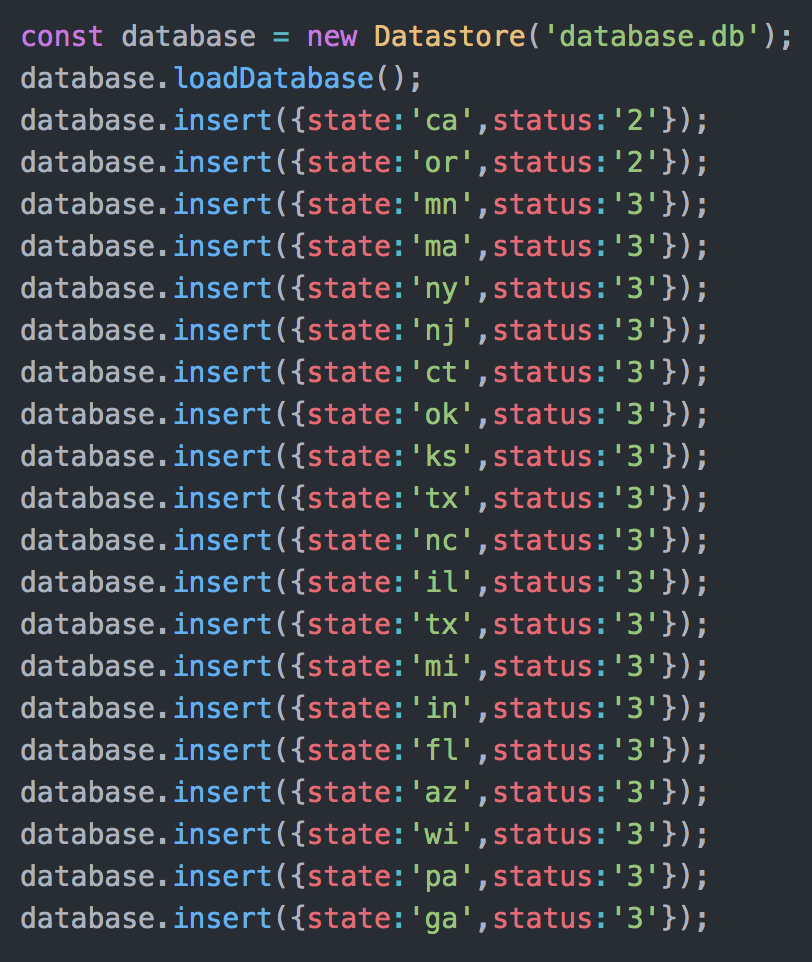 const database = new Datastore('database.db');
database.loadDatabase();
database.insert({state:'ca',status:'2'});
database.insert({state:'or',status:'2'});
database.insert({state:'mn',status:'3'});
database.insert({state:'ma',status:'3'});
database.insert({state:'ny',status:'3'});
database.insert({state:'nj',status:'3'});
database.insert({state:'ct',status:'3'});
database.insert({state:'ok',status:'3'});
database.insert({state:'ks',status:'3'});
database.insert({state:'tx',status:'3'});
database.insert({state:'nc',status:'3'});
database.insert({state:'il',status:'3'});
database.insert({state:'tx',status:'3'});
database.insert({state:'mi',status:'3'});
database.insert({state:'in',status:'3'});
database.insert({state:'fl',status:'3'});
database.insert({state:'az',status:'3'});
database.insert({state:'wi',status:'3'});
database.insert({state:'pa',status:'3'});
database.insert({state:'ga',status:'3'});